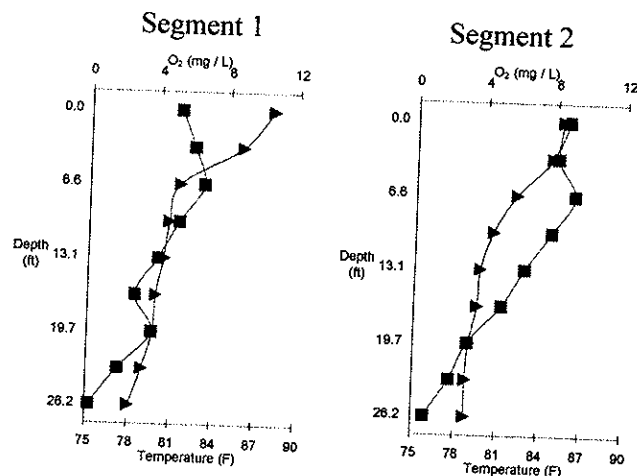 Segment 1
O₂ (mg / L)
0 4 8 12
0.0
6.6
Depth
(ft)
13.1
19.7
26.2
75 78 81 84 87 90
Temperature (F)
Segment 2
O₂ (mg / L)
0 4 8 12
0.0
6.8
Depth
(ft)
13.1
19.7
26.2
75 78 81 84 87 90
Temperature (F)